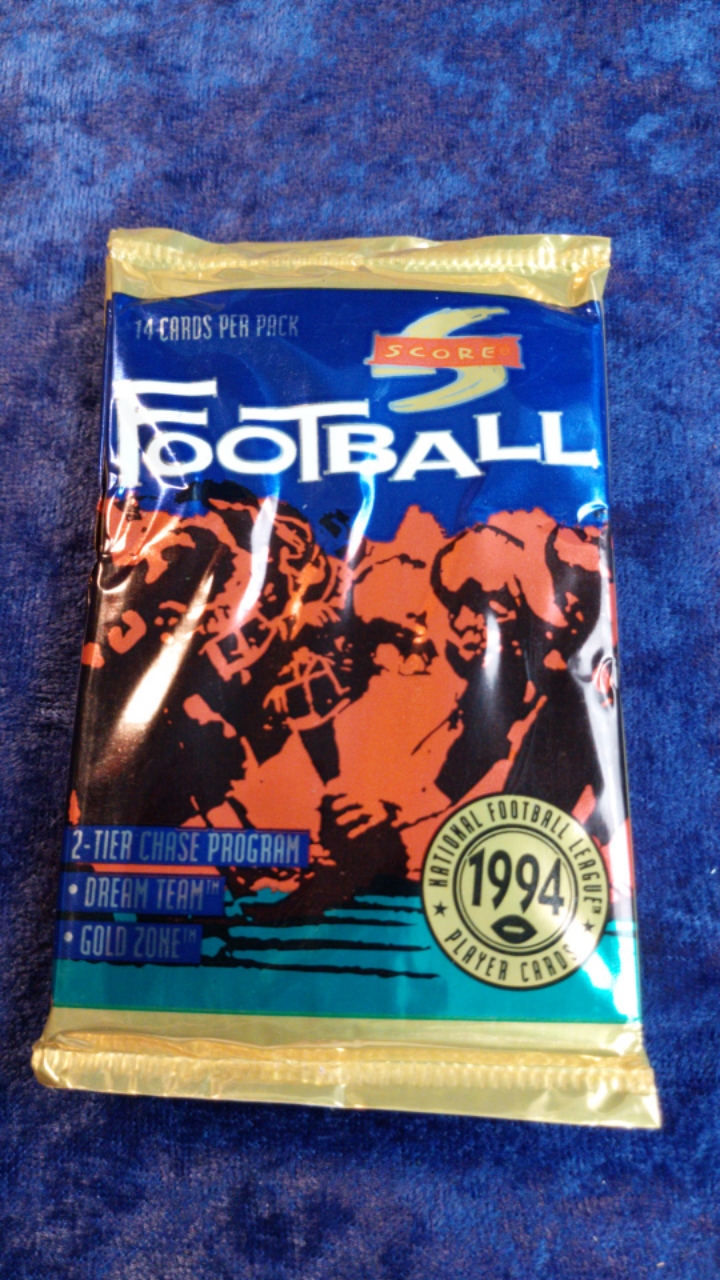 14 CARDS PER PACK
SCORE®
FOOTBALL
2-TIER CHASE PROGRAM
• DREAM TEAM™
• GOLD ZONE™
NATIONAL FOOTBALL LEAGUE™
1994
★ PLAYER CARDS ★